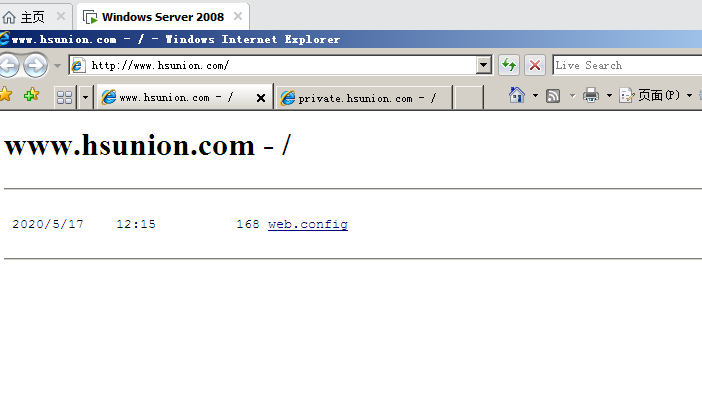 主页
Windows Server 2008
www.hsunion.com - / - Windows Internet Explorer
http://www.hsunion.com/
Live Search
www.hsunion.com - /
private.hsunion.com - /
页面(P)
www.hsunion.com - /
2020/5/17 12:15 168 web.config